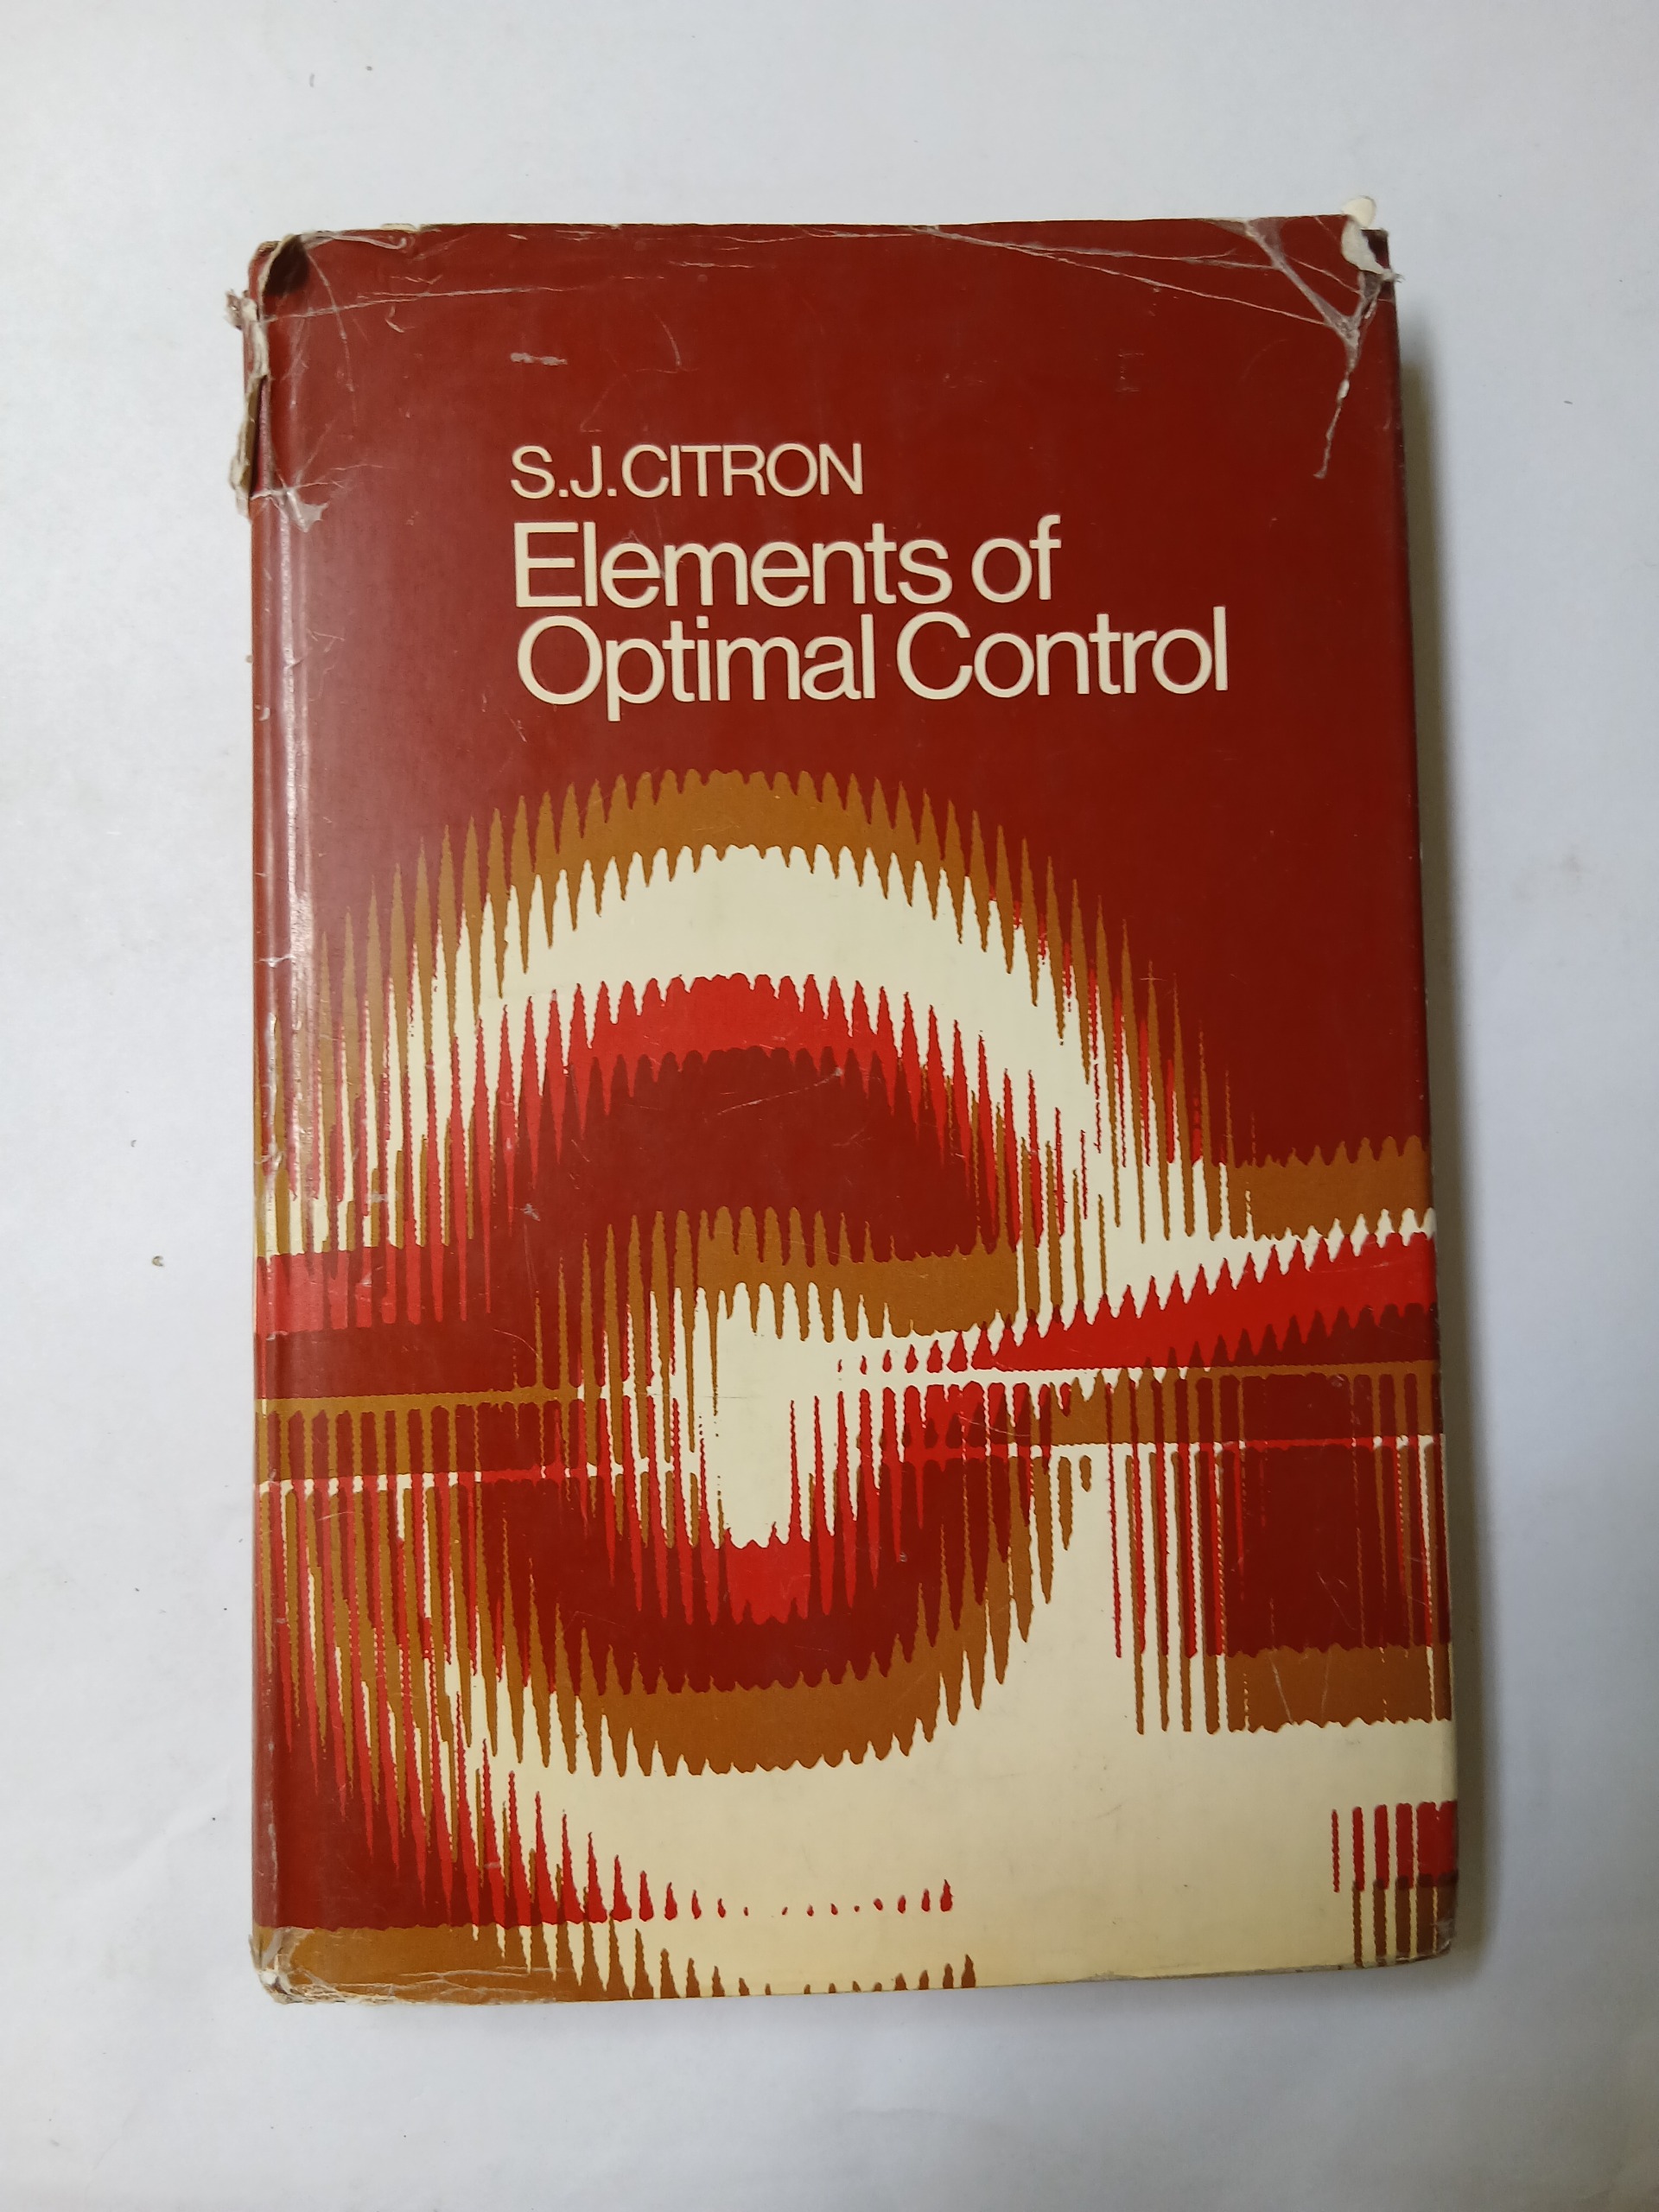 S.J. CITRON
Elements of
Optimal Control